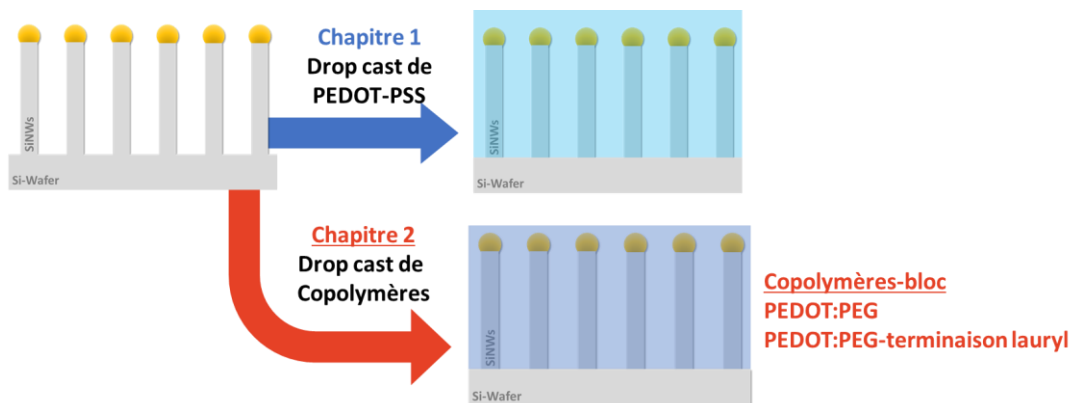 Chapitre 1
Drop cast de
PEDOT-PSS
SiNWs
Si-Wafer
SiNWs
Si-Wafer
Chapitre 2
Drop cast de
Copolymères
SiNWs
Si-Wafer
Copolymères-bloc
PEDOT:PEG
PEDOT:PEG-terminaison lauryl